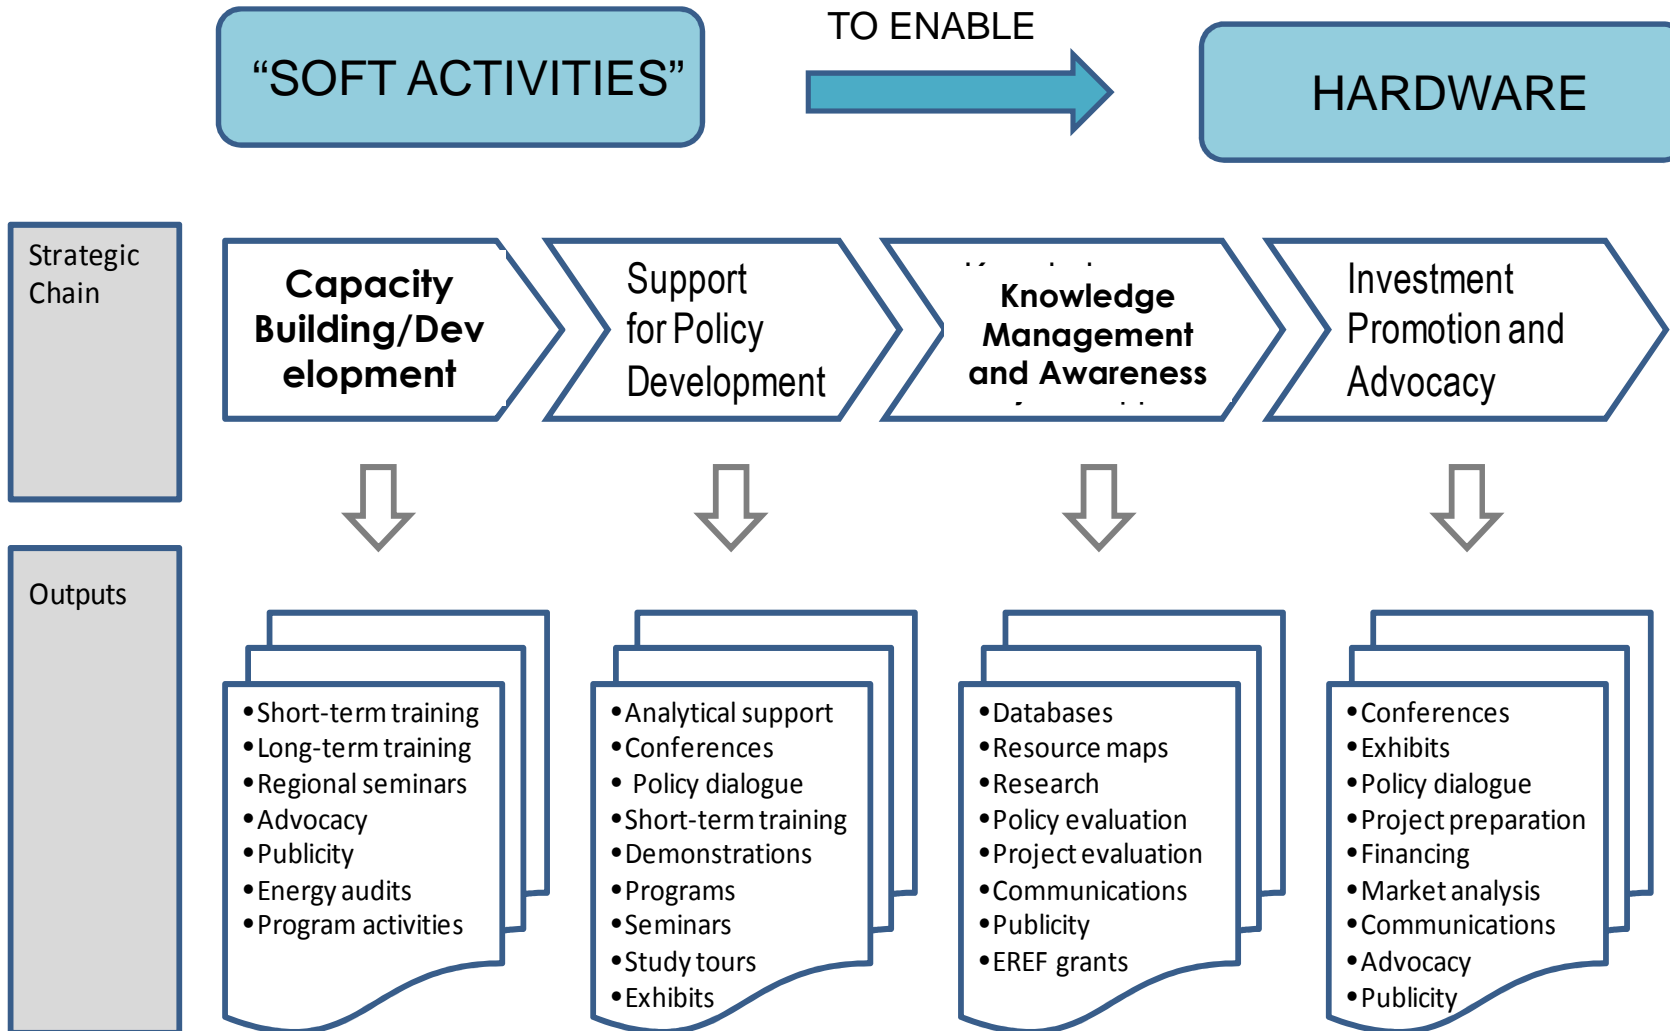 “SOFT ACTIVITIES”
TO ENABLE
HARDWARE
Strategic
Chain
Capacity
Building/Dev
elopment
Support
for Policy
Development
Knowledge
Management
and Awareness
Investment
Promotion and
Advocacy
Outputs
•Short-term training
•Long-term training
•Regional seminars
•Advocacy
•Publicity
•Energy audits
•Program activities
•Analytical support
•Conferences
• Policy dialogue
•Short-term training
•Demonstrations
•Programs
•Seminars
•Study tours
•Exhibits
•Databases
•Resource maps
•Research
•Policy evaluation
•Project evaluation
•Communications
•Publicity
•EREF grants
•Conferences
•Exhibits
•Policy dialogue
•Project preparation
•Financing
•Market analysis
•Communications
•Advocacy
•Publicity